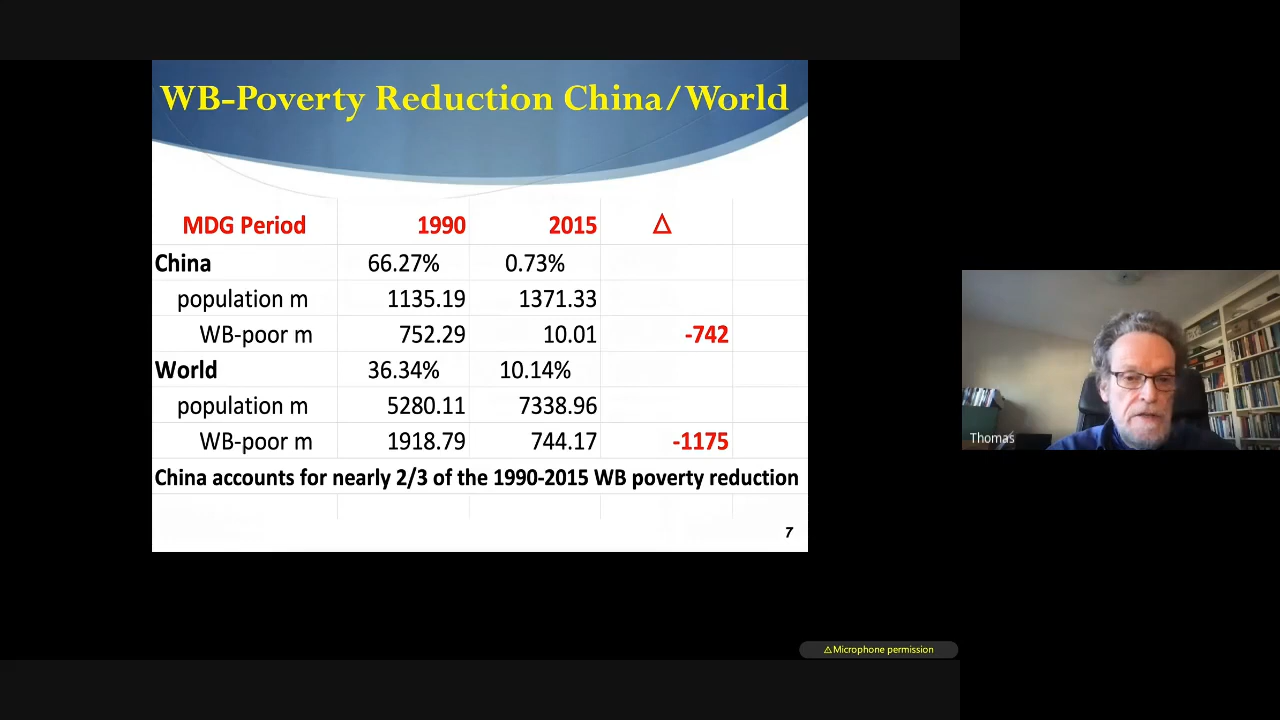 WB-Poverty Reduction China/World
MDG Period 1990 2015 Δ
China 66.27% 0.73%
population m 1135.19 1371.33
WB-poor m 752.29 10.01 -742
World 36.34% 10.14%
population m 5280.11 7338.96
WB-poor m 1918.79 744.17 -1175
China accounts for nearly 2/3 of the 1990-2015 WB poverty reduction
7
Thomas
⚠Microphone permission